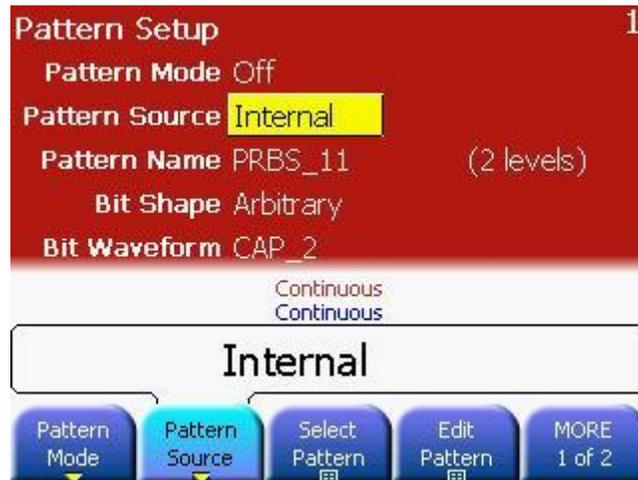 Pattern Setup 1
Pattern Mode Off
Pattern Source Internal
Pattern Name PRBS_11 (2 levels)
Bit Shape Arbitrary
Bit Waveform CAP_2
Continuous
Continuous
Internal
Pattern Mode
Pattern Source
Select Pattern
Edit Pattern
MORE 1 of 2